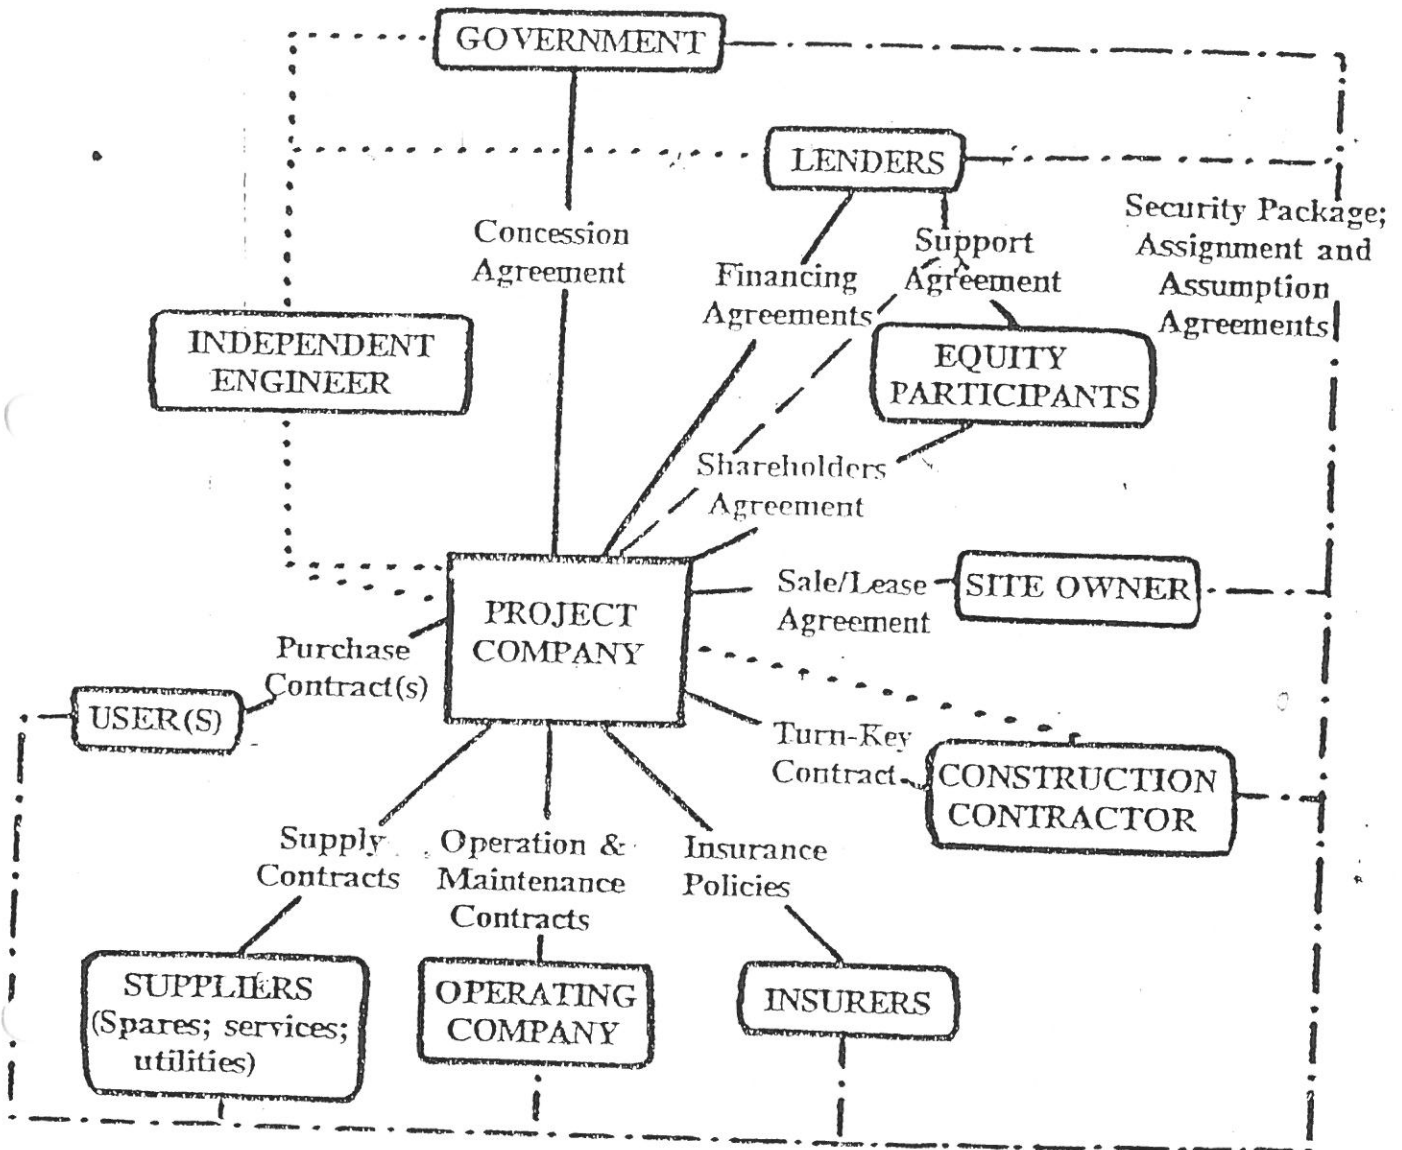 GOVERNMENT
LENDERS
Security Package;
Assignment and
Assumption
Agreements
Concession
Agreement
Support
Agreement
Financing
Agreements
INDEPENDENT
ENGINEER
EQUITY
PARTICIPANTS
Shareholders
Agreement
PROJECT
COMPANY
Sale/Lease
Agreement
SITE OWNER
Purchase
Contract(s)
USER(S)
Turn-Key
Contract
CONSTRUCTION
CONTRACTOR
Supply
Contracts
Operation &
Maintenance
Contracts
Insurance
Policies
SUPPLIERS
(Spares; services;
utilities)
OPERATING
COMPANY
INSURERS